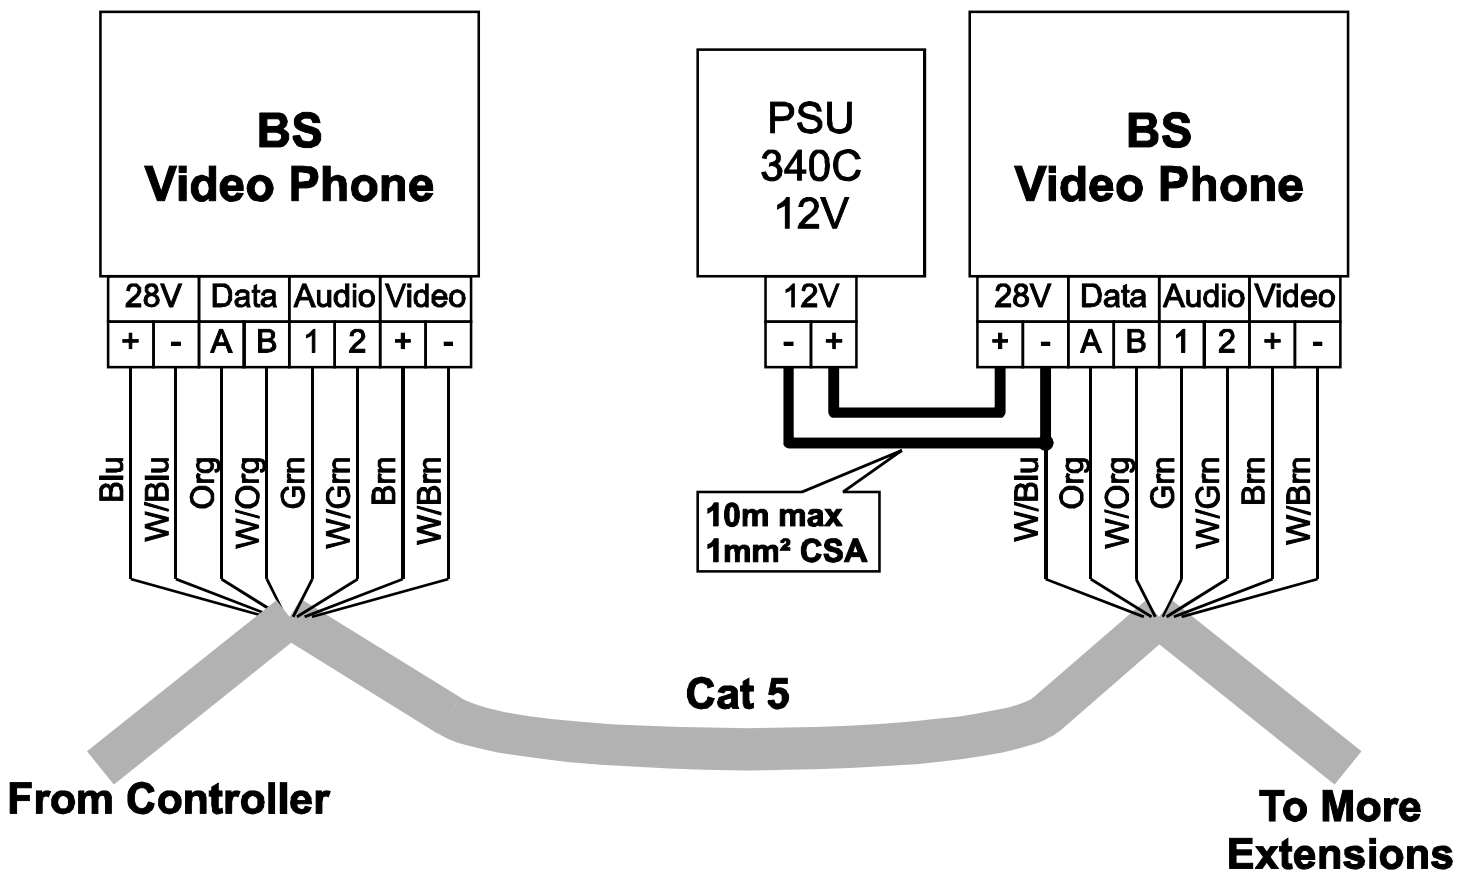 BS
Video Phone
28V Data Audio Video
+ - A B 1 2 + -
Blu W/Blu Org W/Org Grn W/Grn Brn W/Brn
PSU
340C
12V
12V
- +
10m max
1mm² CSA
BS
Video Phone
28V Data Audio Video
+ - A B 1 2 + -
W/Blu Org W/Org Grn W/Grn Brn W/Brn
Cat 5
From Controller
To More
Extensions